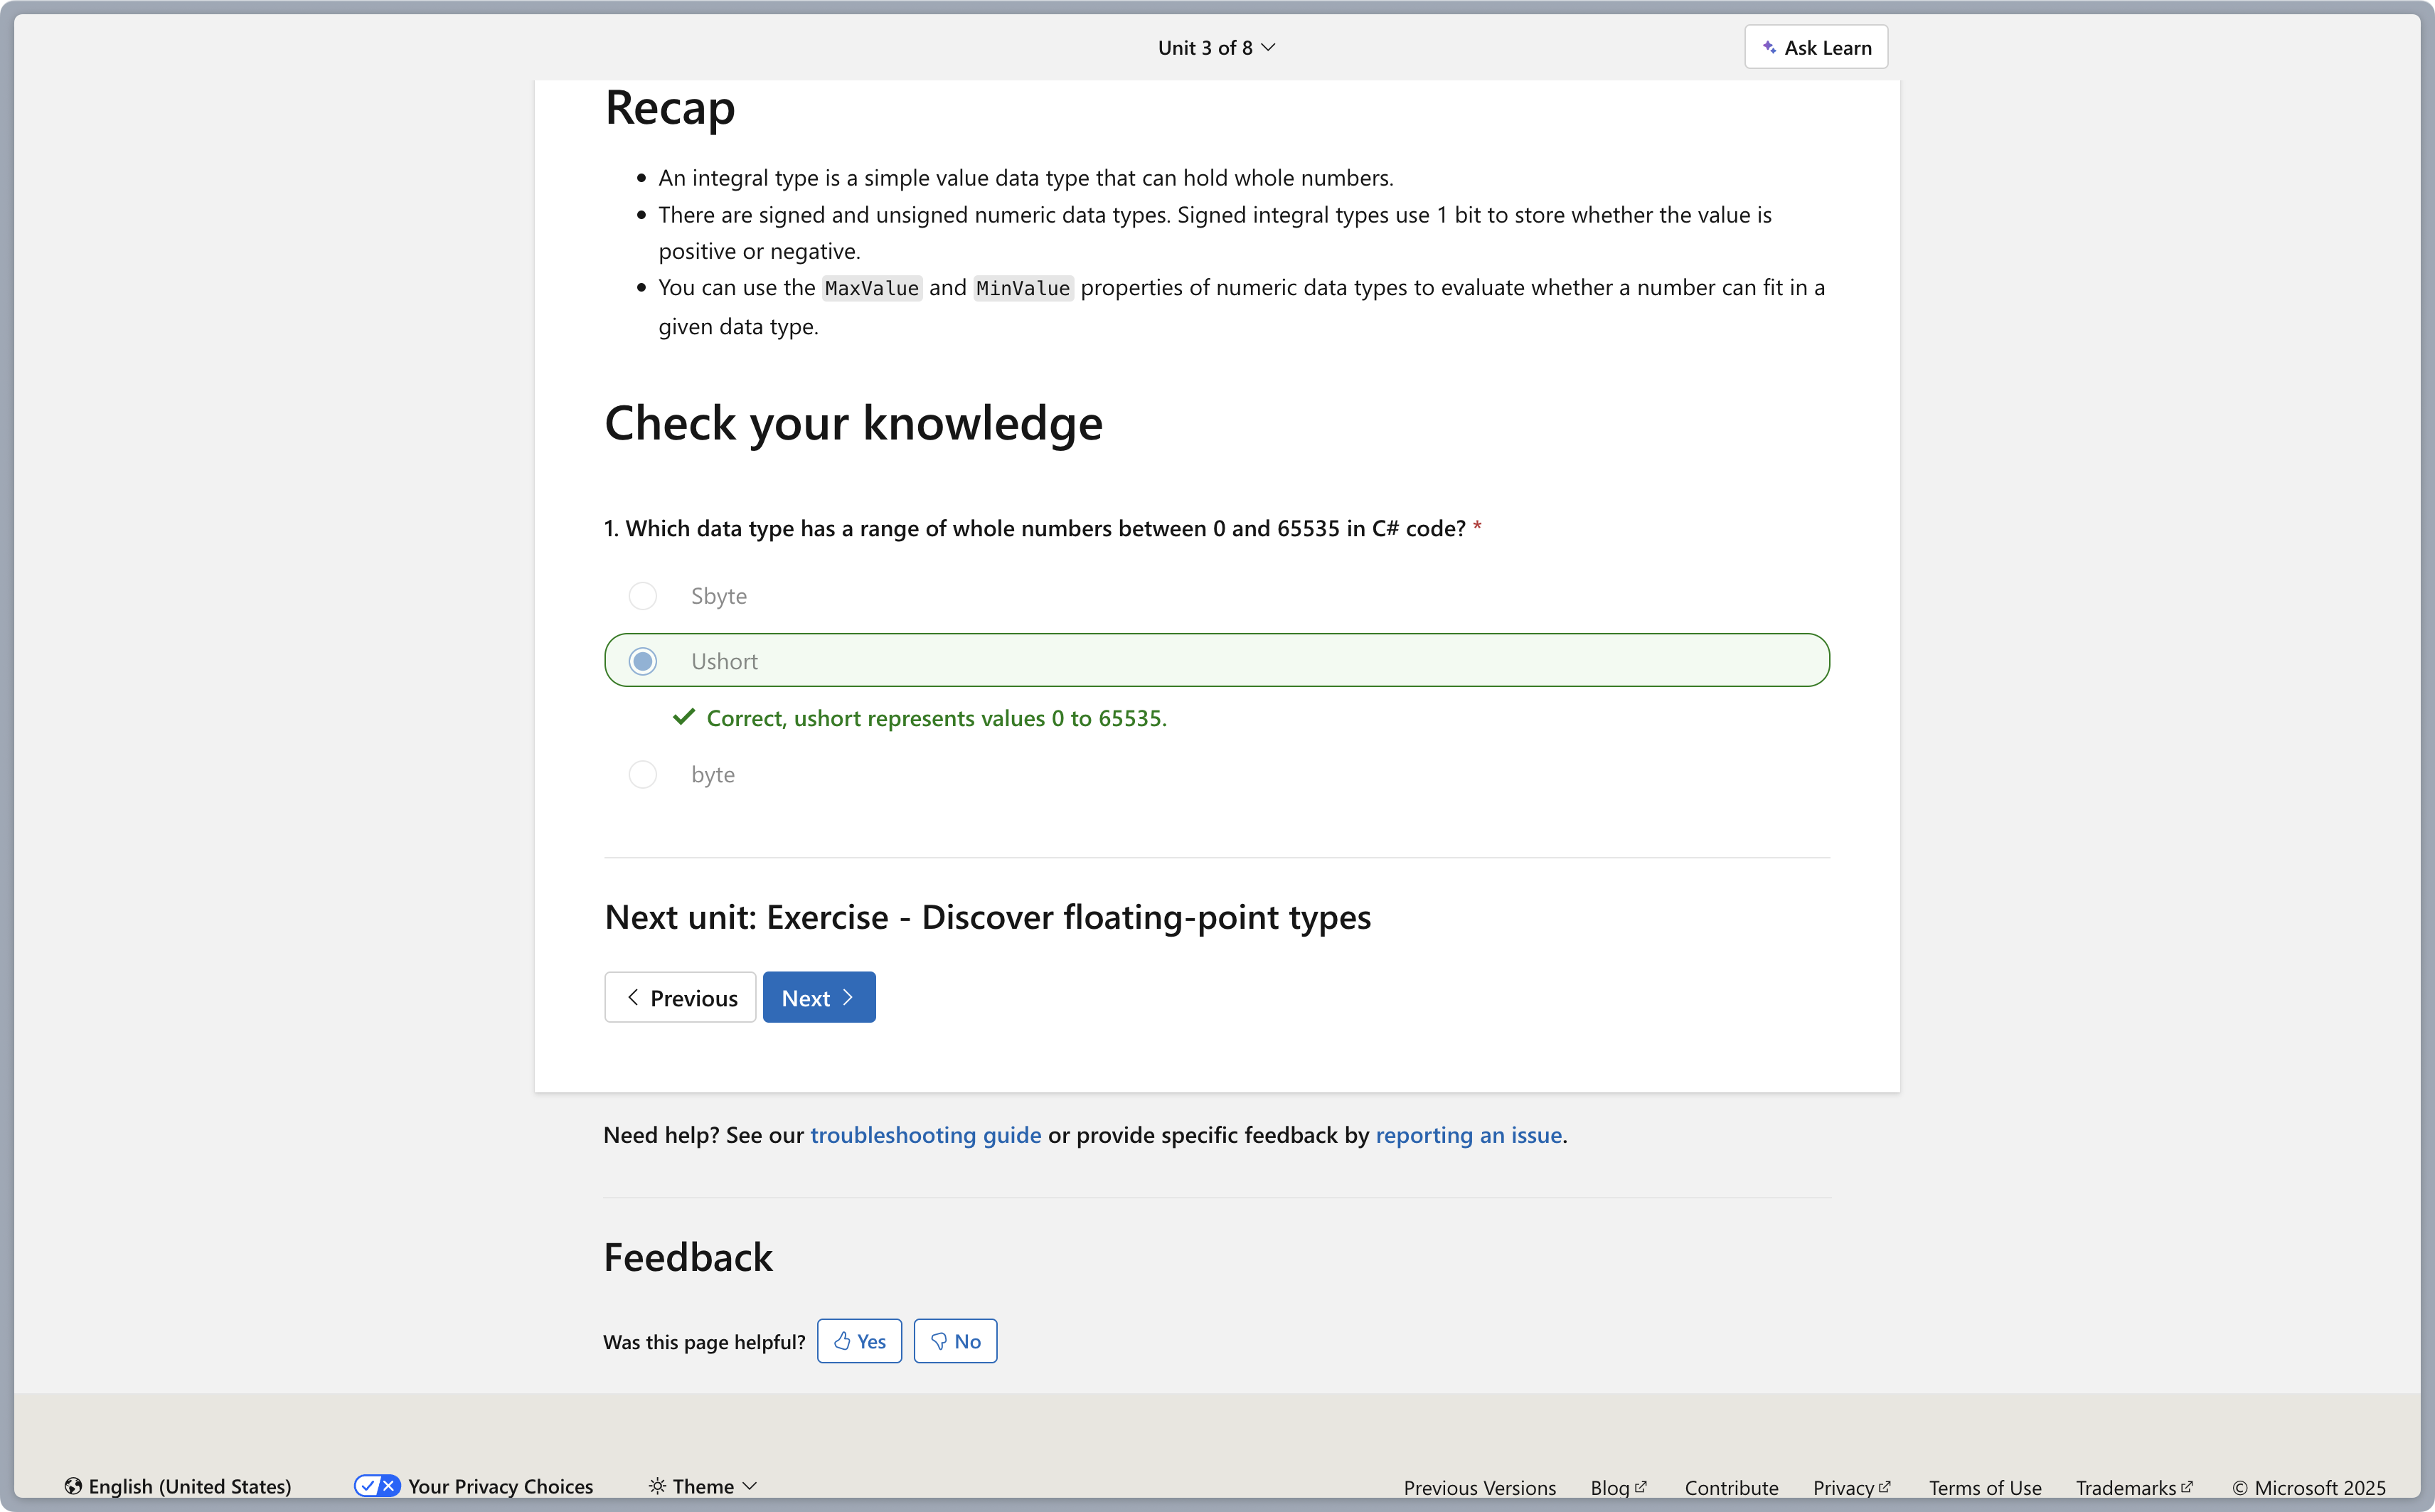 Unit 3 of 8
Ask Learn
Recap
An integral type is a simple value data type that can hold whole numbers.
There are signed and unsigned numeric data types. Signed integral types use 1 bit to store whether the value is
positive or negative.
You can use the MaxValue and MinValue properties of numeric data types to evaluate whether a number can fit in a
given data type.
Check your knowledge
1. Which data type has a range of whole numbers between 0 and 65535 in C# code? *
Sbyte
Ushort
Correct, ushort represents values 0 to 65535.
byte
Next unit: Exercise - Discover floating-point types
Previous Next
Need help? See our troubleshooting guide or provide specific feedback by reporting an issue.
Feedback
Was this page helpful? Yes No
English (United States) Your Privacy Choices Theme Previous Versions Blog Contribute Privacy Terms of Use Trademarks © Microsoft 2025